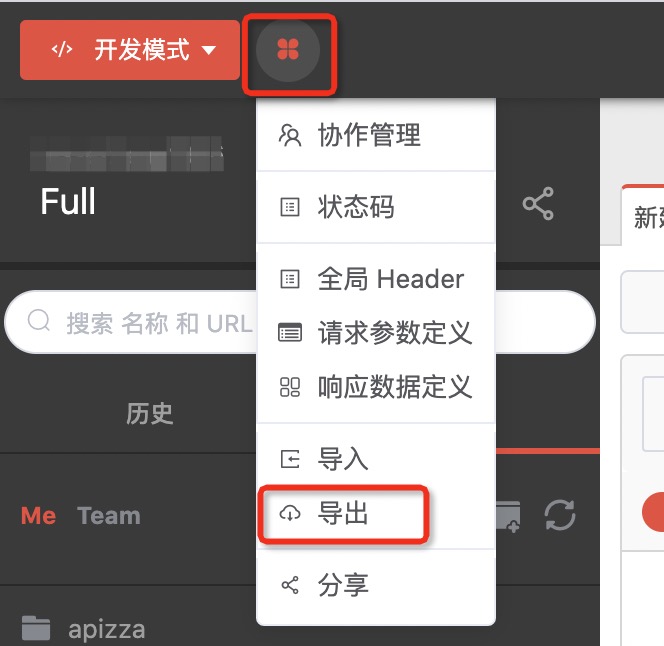 </> 开发模式
协作管理
Full
状态码
新建
全局 Header
搜索 名称 和 URL
请求参数定义
响应数据定义
历史
导入
Me Team
导出
分享
apizza